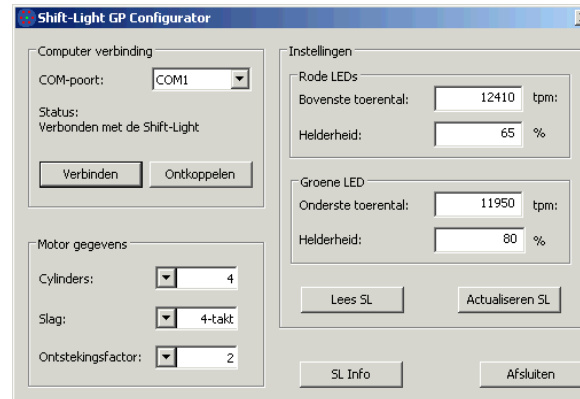 Shift-Light GP Configurator
Computer verbinding
COM-poort: COM1
Status:
Verbonden met de Shift-Light
Verbinden Ontkoppelen
Motor gegevens
Cylinders: 4
Slag: 4-takt
Ontstekingsfactor: 2
Instellingen
Rode LEDs
Bovenste toerental: 12410 tpm:
Helderheid: 65 %
Groene LED
Onderste toerental: 11950 tpm:
Helderheid: 80 %
Lees SL Actualiseren SL
SL Info Afsluiten